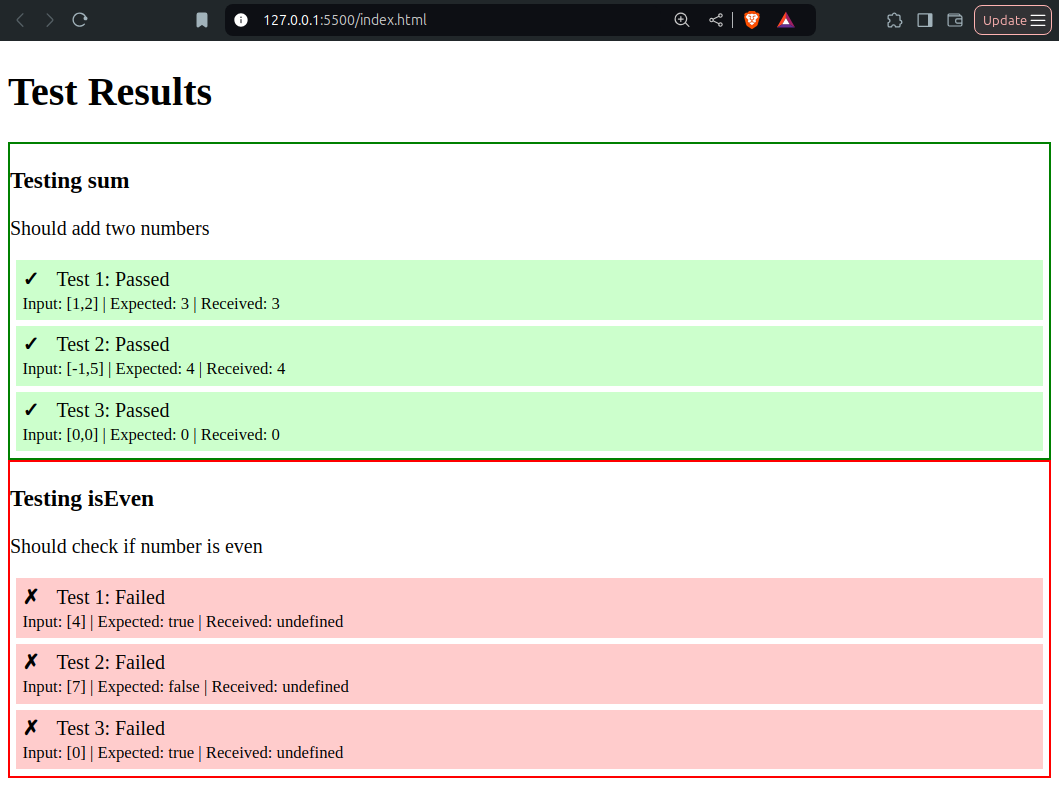 127.0.0.1:5500/index.html
Update
Test Results
Testing sum
Should add two numbers
✓ Test 1: Passed
Input: [1,2] | Expected: 3 | Received: 3
✓ Test 2: Passed
Input: [-1,5] | Expected: 4 | Received: 4
✓ Test 3: Passed
Input: [0,0] | Expected: 0 | Received: 0
Testing isEven
Should check if number is even
✗ Test 1: Failed
Input: [4] | Expected: true | Received: undefined
✗ Test 2: Failed
Input: [7] | Expected: false | Received: undefined
✗ Test 3: Failed
Input: [0] | Expected: true | Received: undefined